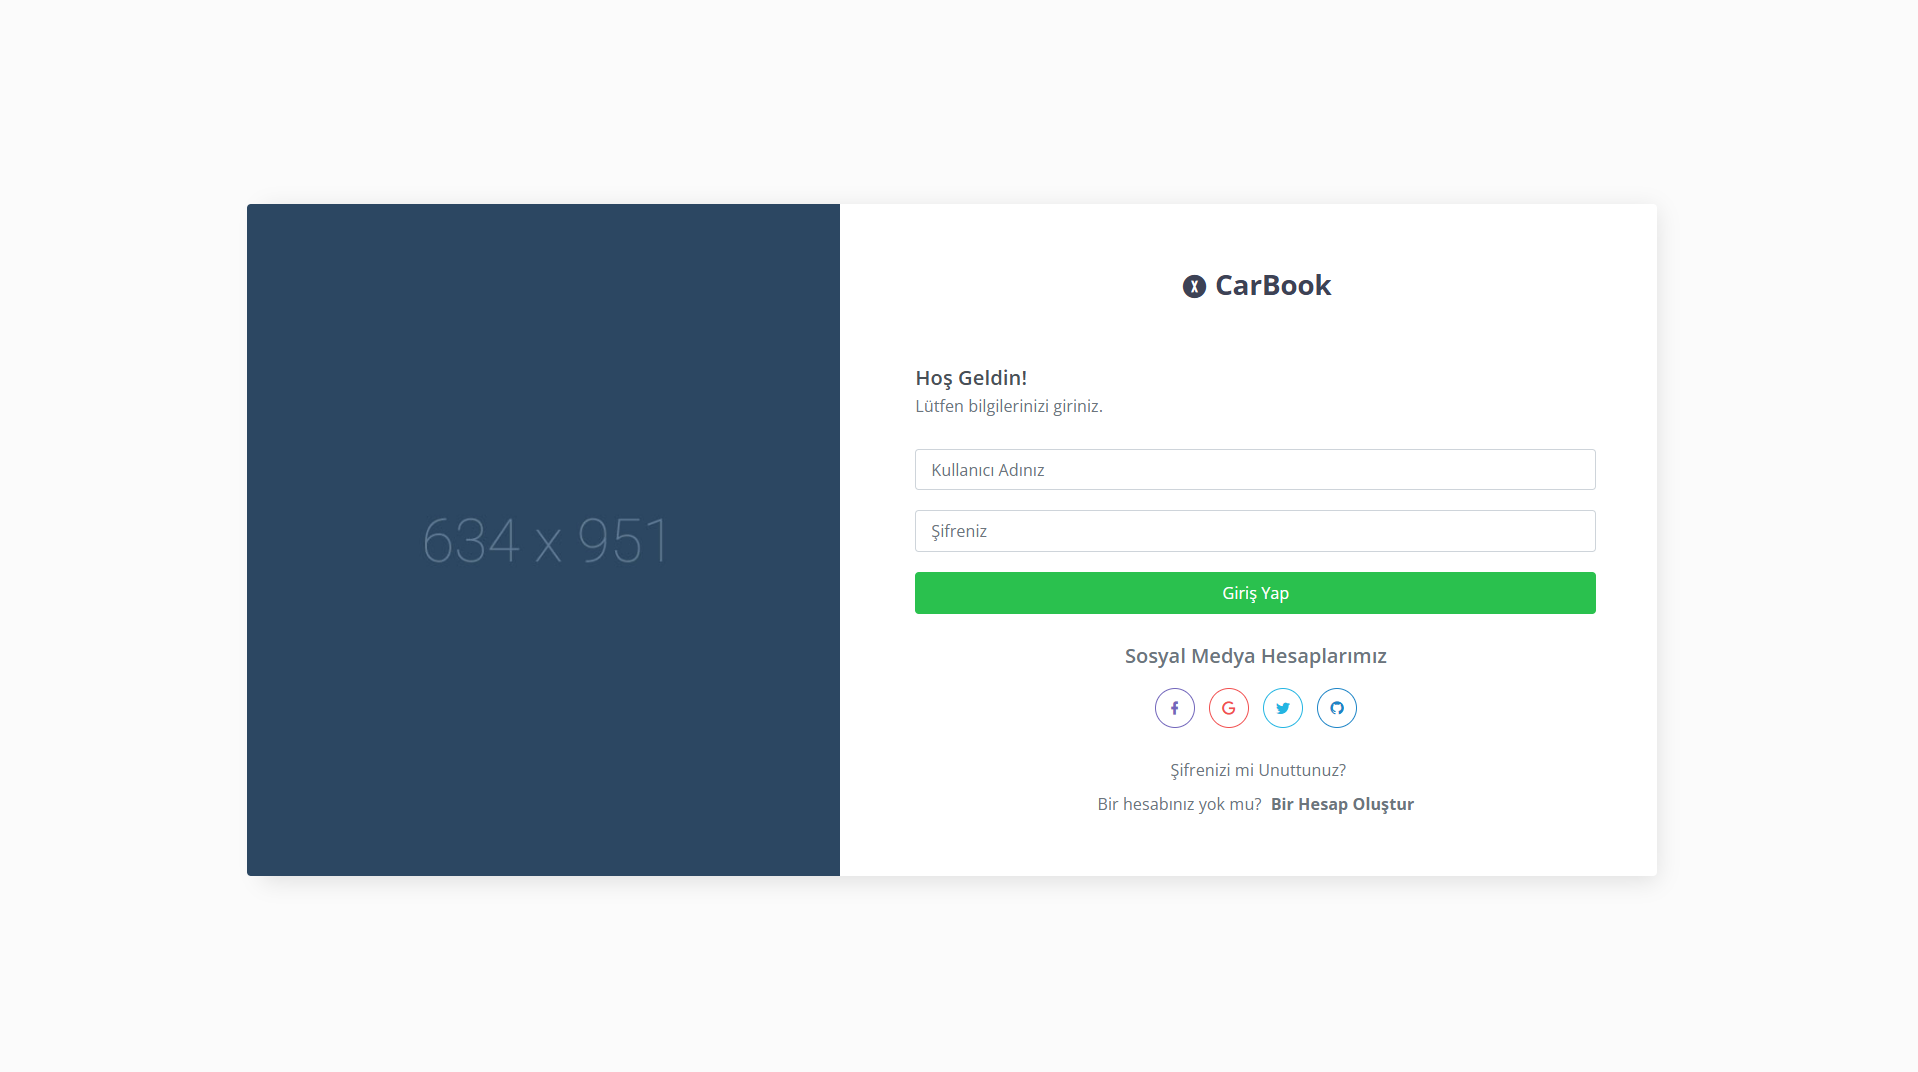 634 x 951
CarBook
Hoş Geldin!
Lütfen bilgilerinizi giriniz.
Kullanıcı Adınız
Şifreniz
Giriş Yap
Sosyal Medya Hesaplarımız
Şifrenizi mi Unuttunuz?
Bir hesabınız yok mu? Bir Hesap Oluştur